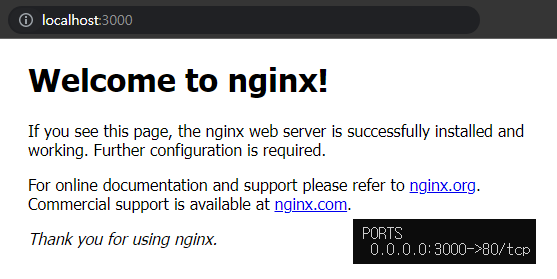 localhost:3000
Welcome to nginx!
If you see this page, the nginx web server is successfully installed and
working. Further configuration is required.
For online documentation and support please refer to nginx.org.
Commercial support is available at nginx.com.
Thank you for using nginx.
PORTS
0.0.0.0:3000->80/tcp